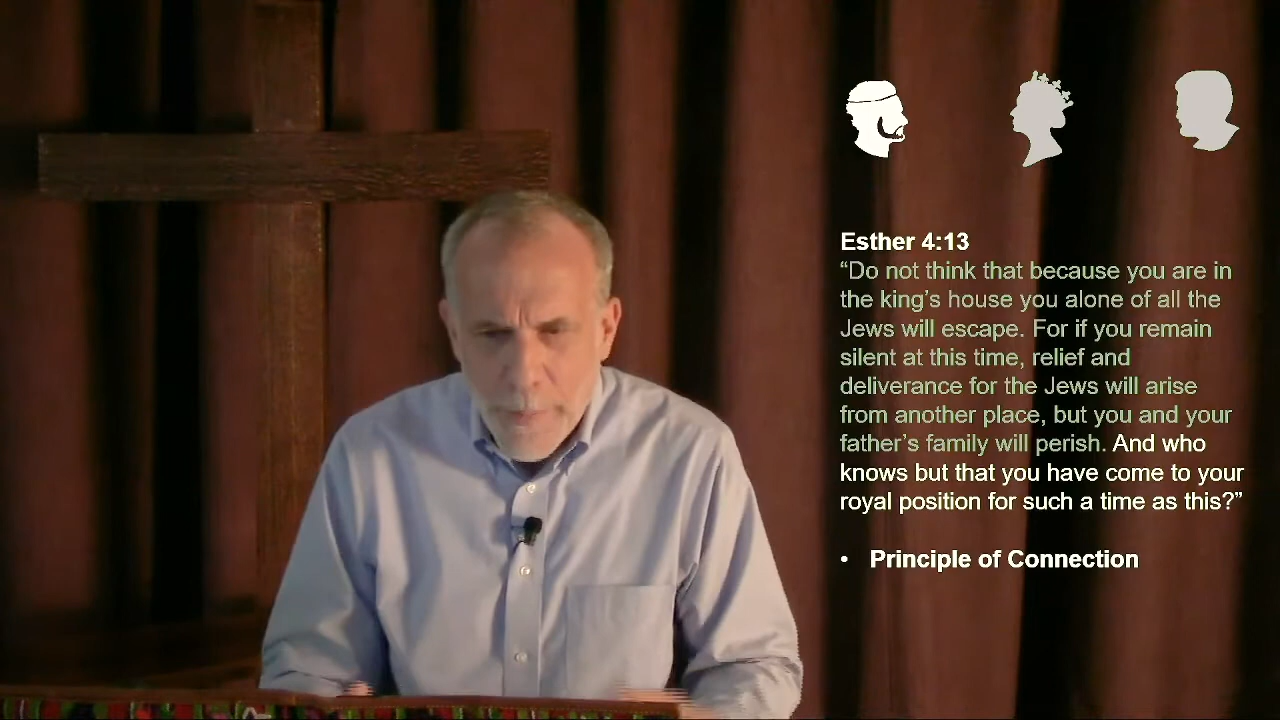 Esther 4:13
“Do not think that because you are in
the king’s house you alone of all the
Jews will escape. For if you remain
silent at this time, relief and
deliverance for the Jews will arise
from another place, but you and your
father’s family will perish. And who
knows but that you have come to your
royal position for such a time as this?”
• Principle of Connection